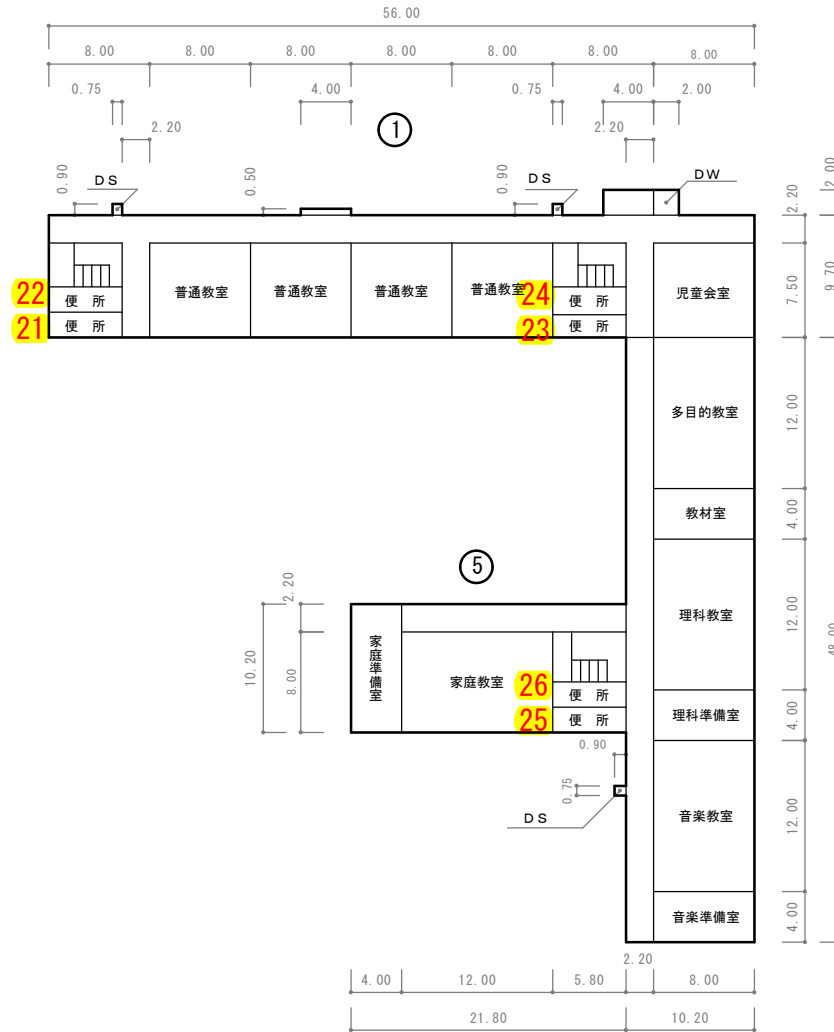 56.00
8.00 8.00 8.00 8.00 8.00 8.00 8.00
0.75 4.00 0.75 4.00 2.00
2.20 ① 2.20
0.90 DS 0.50 0.90 DS DW 2.00
2.20
普通教室 普通教室 普通教室 普通教室 児童会室 7.50 9.70
22 便 所 24 便 所
21 便 所 23 便 所
多目的教室 12.00
教材室 4.00
⑤
2.20
理科教室 12.00
家庭準備室 家庭教室 10.20 8.00 48.00
26 便 所
25 便 所
理科準備室 4.00
0.90
0.75
DS
音楽教室 12.00
音楽準備室 4.00
2.20
4.00 12.00 5.80 8.00
21.80 10.20